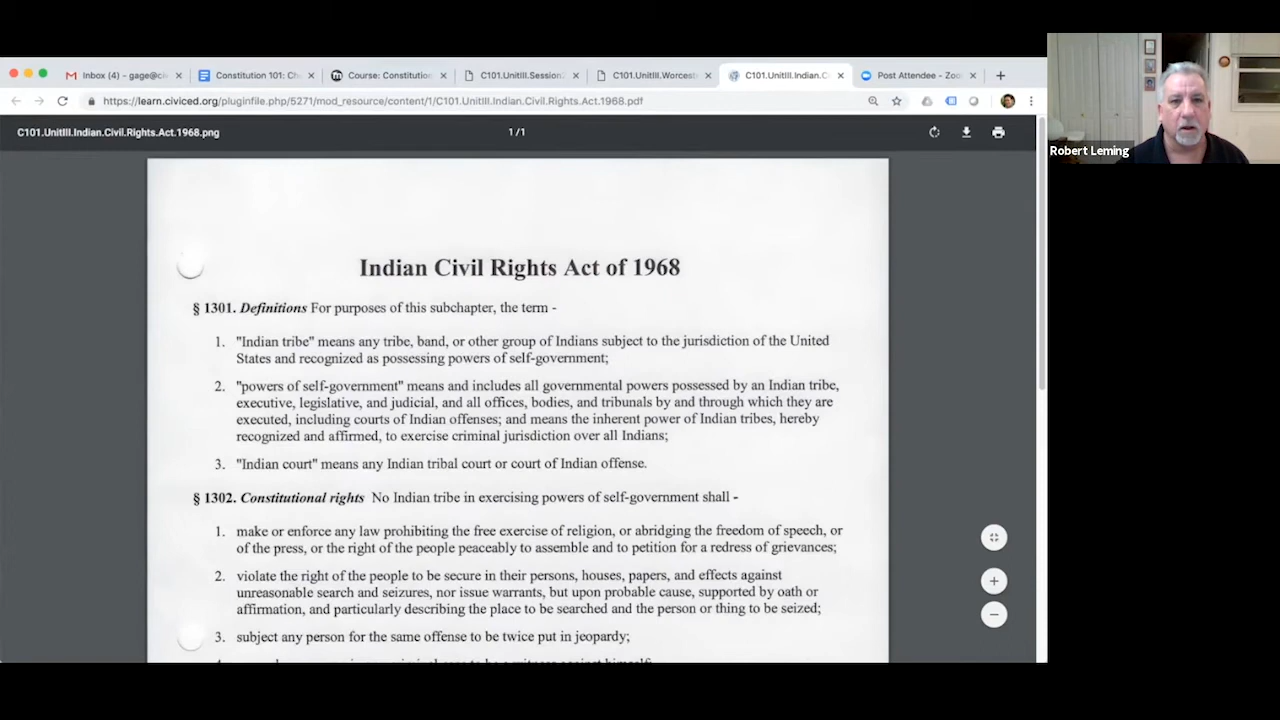 Inbox (4) - gage@ci
Constitution 101: Ch
Course: Constitutio
C101.UnitIII.Session
C101.UnitIII.Worcest
C101.UnitIII.Indian.C
Post Attendee - Zoo
https://learn.civiced.org/pluginfile.php/5271/mod_resource/content/1/C101.UnitIII.Indian.Civil.Rights.Act.1968.pdf
C101.UnitIII.Indian.Civil.Rights.Act.1968.png
1/1
Robert Leming
Indian Civil Rights Act of 1968
§ 1301. Definitions For purposes of this subchapter, the term -
1. "Indian tribe" means any tribe, band, or other group of Indians subject to the jurisdiction of the United
States and recognized as possessing powers of self-government;
2. "powers of self-government" means and includes all governmental powers possessed by an Indian tribe,
executive, legislative, and judicial, and all offices, bodies, and tribunals by and through which they are
executed, including courts of Indian offenses; and means the inherent power of Indian tribes, hereby
recognized and affirmed, to exercise criminal jurisdiction over all Indians;
3. "Indian court" means any Indian tribal court or court of Indian offense.
§ 1302. Constitutional rights No Indian tribe in exercising powers of self-government shall -
1. make or enforce any law prohibiting the free exercise of religion, or abridging the freedom of speech, or
of the press, or the right of the people peaceably to assemble and to petition for a redress of grievances;
2. violate the right of the people to be secure in their persons, houses, papers, and effects against
unreasonable search and seizures, nor issue warrants, but upon probable cause, supported by oath or
affirmation, and particularly describing the place to be searched and the person or thing to be seized;
3. subject any person for the same offense to be twice put in jeopardy;